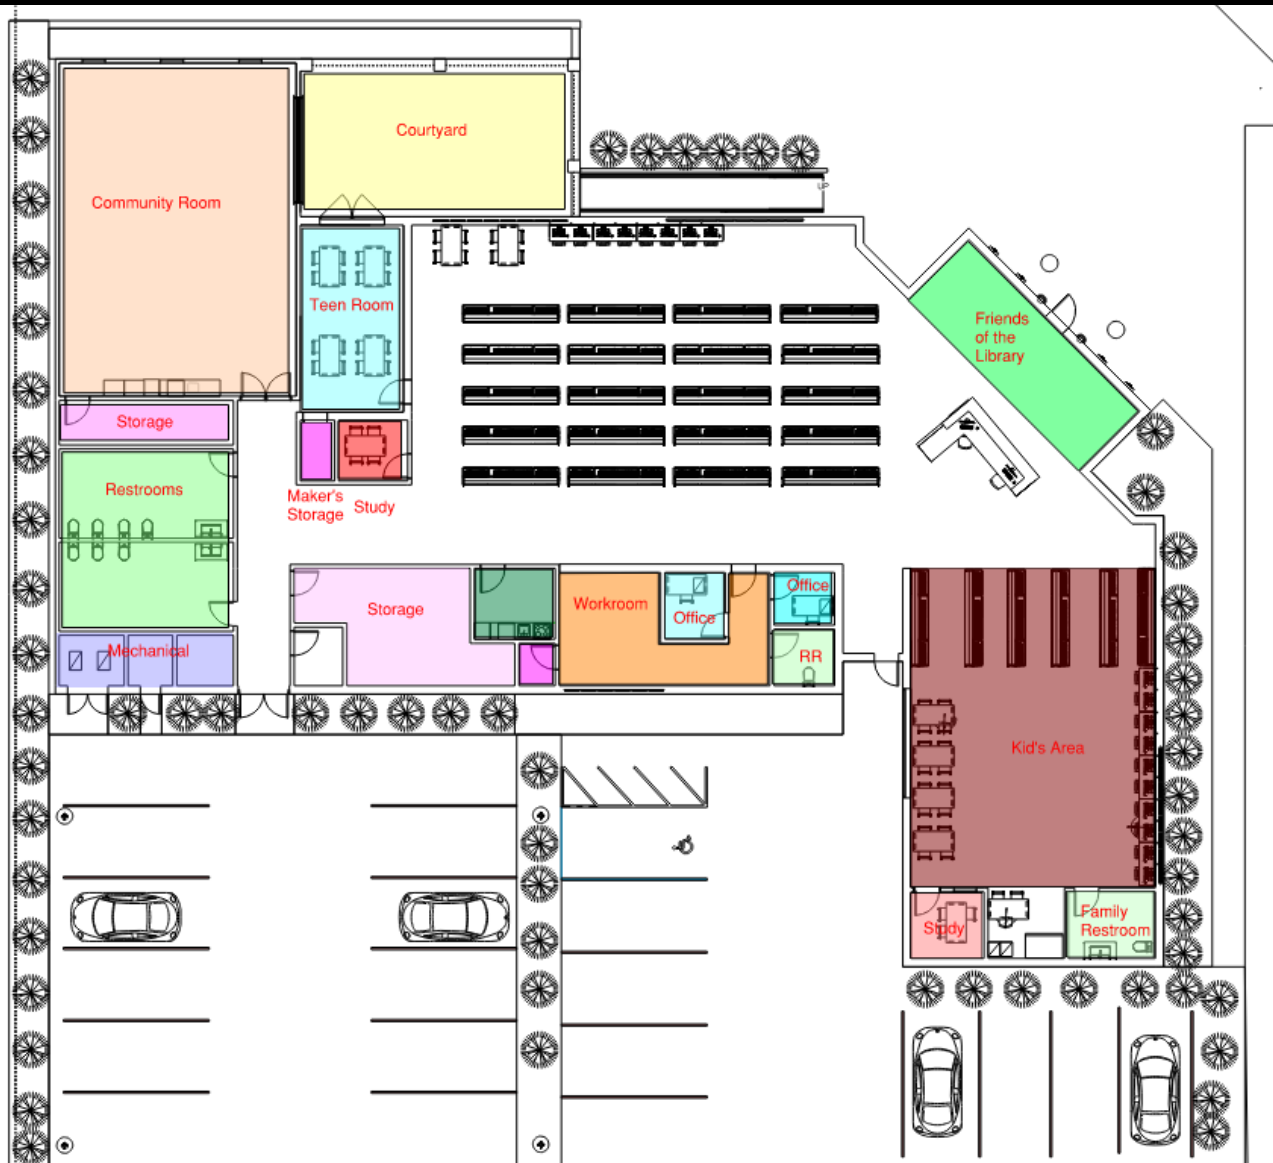 Courtyard
UP
Community Room
Teen Room
Friends
of the
Library
Storage
Restrooms
Maker's
Storage
Study
Storage
Workroom
Office
Office
RR
Mechanical
Kid's Area
Study
Family
Restroom